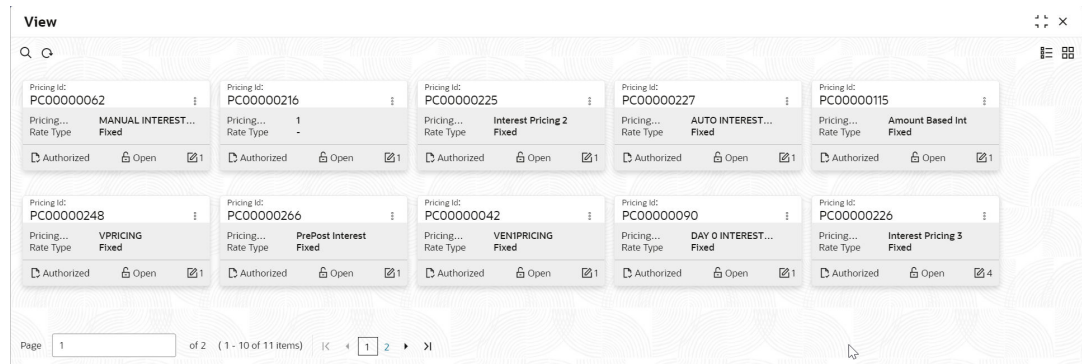 View
Pricing Id:
PC00000062
Pricing... MANUAL INTEREST...
Rate Type Fixed
Authorized Open 1
Pricing Id:
PC00000216
Pricing... 1
Rate Type -
Authorized Open 1
Pricing Id:
PC00000225
Pricing... Interest Pricing 2
Rate Type Fixed
Authorized Open 1
Pricing Id:
PC00000227
Pricing... AUTO INTEREST...
Rate Type Fixed
Authorized Open 1
Pricing Id:
PC00000115
Pricing... Amount Based Int
Rate Type Fixed
Authorized Open 1
Pricing Id:
PC00000248
Pricing... VPRICING
Rate Type Fixed
Authorized Open 1
Pricing Id:
PC00000266
Pricing... PrePost Interest
Rate Type Fixed
Authorized Open 1
Pricing Id:
PC00000042
Pricing... VEN1PRICING
Rate Type Fixed
Authorized Open 1
Pricing Id:
PC00000090
Pricing... DAY 0 INTEREST...
Rate Type Fixed
Authorized Open 1
Pricing Id:
PC00000226
Pricing... Interest Pricing 3
Rate Type Fixed
Authorized Open 4
Page 1 of 2 ( 1 - 10 of 11 items) 1 2